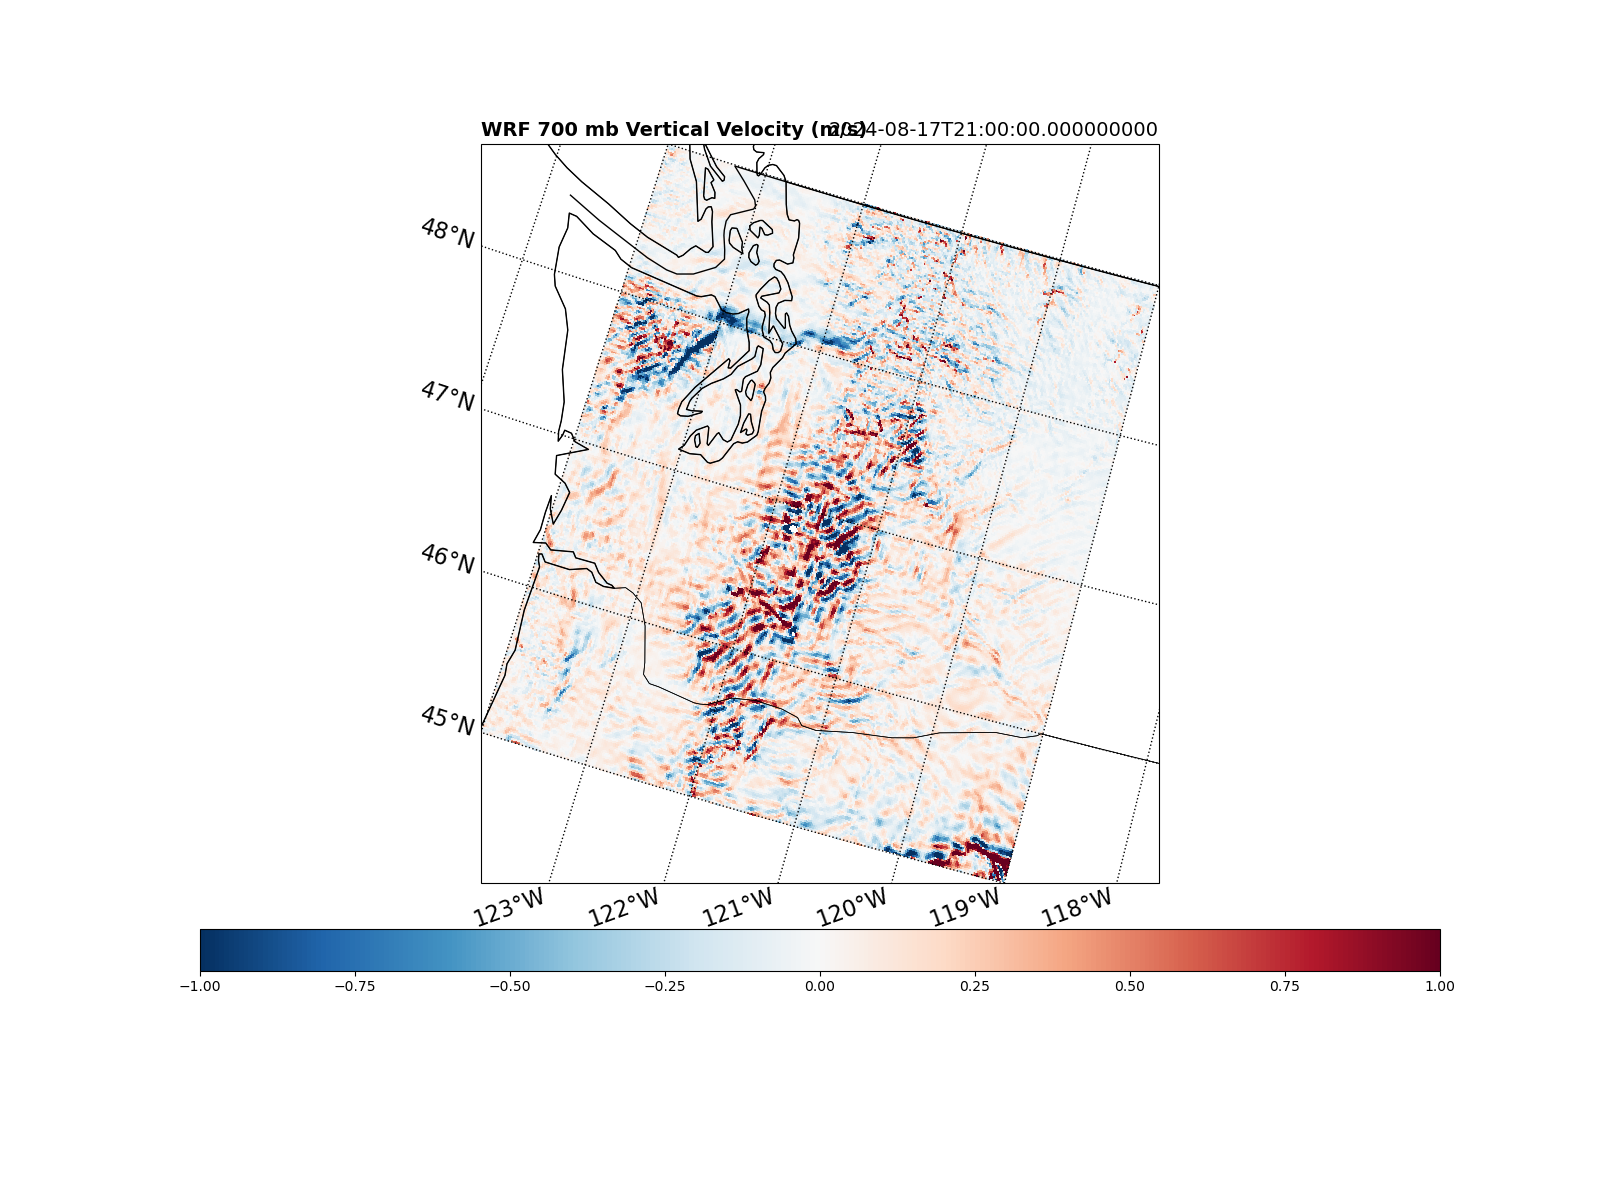 WRF 700 mb Vertical Velocity (m/s)
2024-08-17T21:00:00.000000000
48°N
47°N
46°N
45°N
123°W 122°W 121°W 120°W 119°W 118°W
−1.00 −0.75 −0.50 −0.25 0.00 0.25 0.50 0.75 1.00